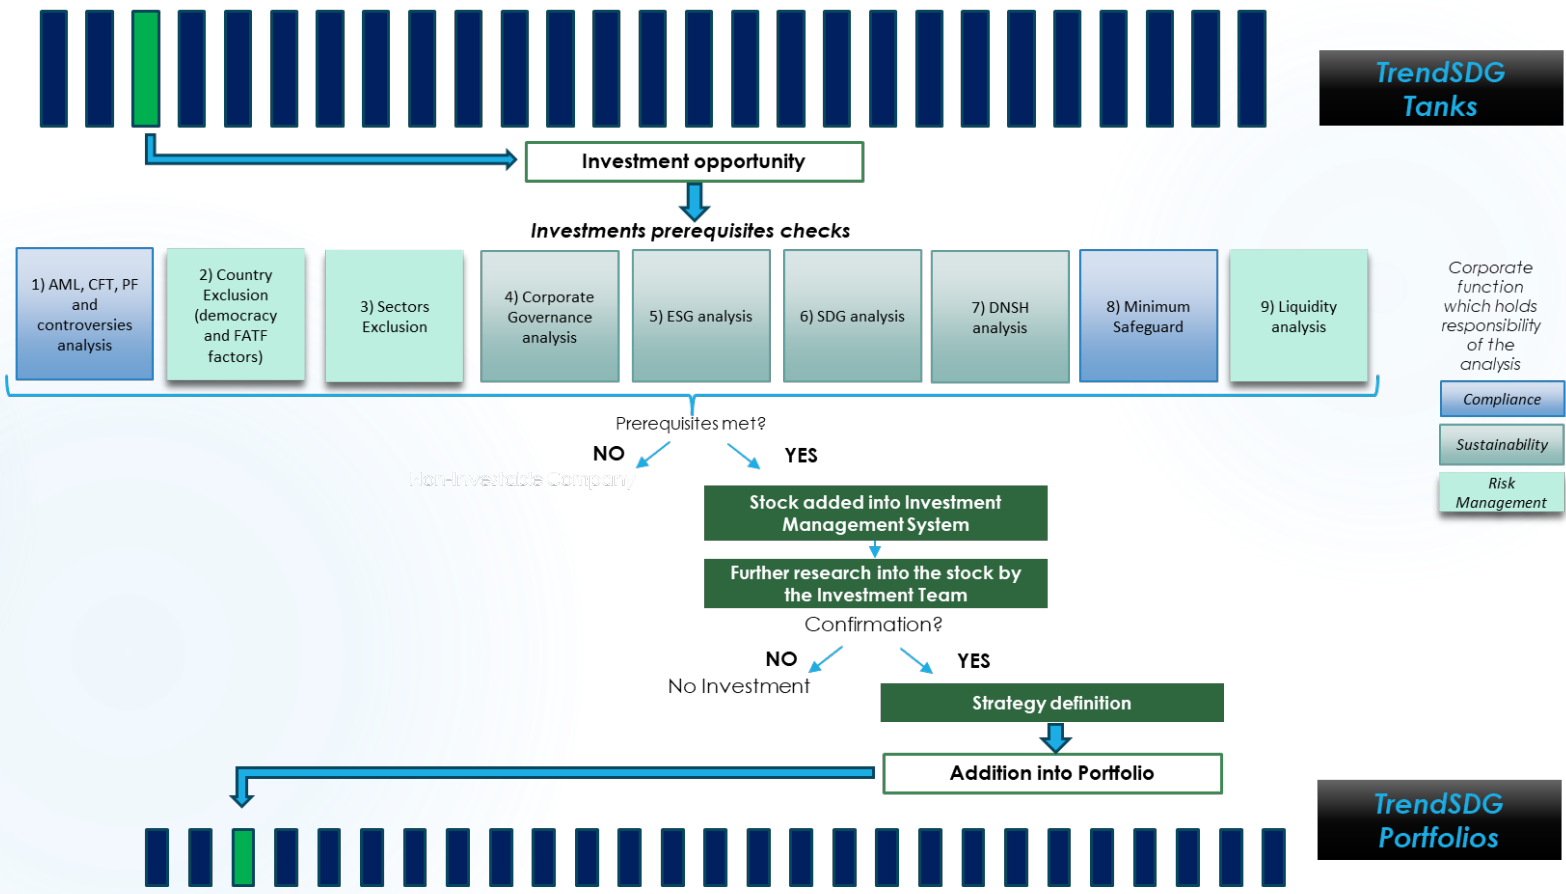 TrendSDG
Tanks
Investment opportunity
Investments prerequisites checks
1) AML, CFT, PF
and
controversies
analysis
2) Country
Exclusion
(democracy
and FATF
factors)
3) Sectors
Exclusion
4) Corporate
Governance
analysis
5) ESG analysis
6) SDG analysis
7) DNSH
analysis
8) Minimum
Safeguard
9) Liquidity
analysis
Corporate
function
which holds
responsibility
of the
analysis
Compliance
Sustainability
Risk
Management
Prerequisites met?
NO
YES
Non-Investable Company
Stock added into Investment
Management System
Further research into the stock by
the Investment Team
Confirmation?
NO
YES
No Investment
Strategy definition
Addition into Portfolio
TrendSDG
Portfolios